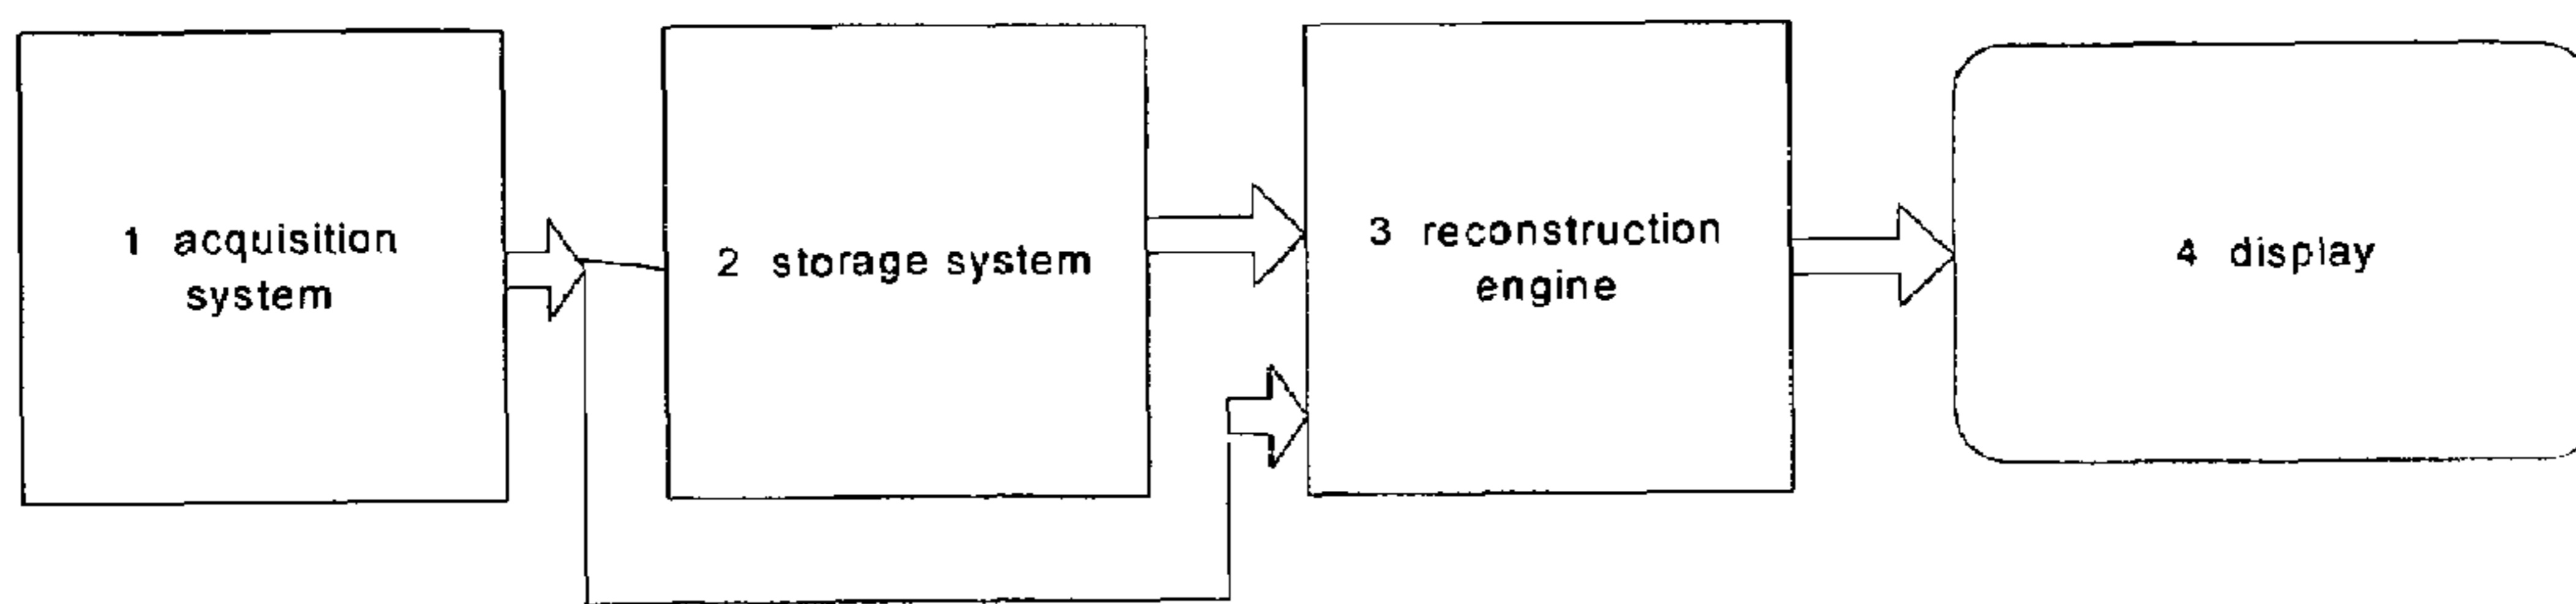 1 acquisition
system
2 storage system
3 reconstruction
engine
4 display